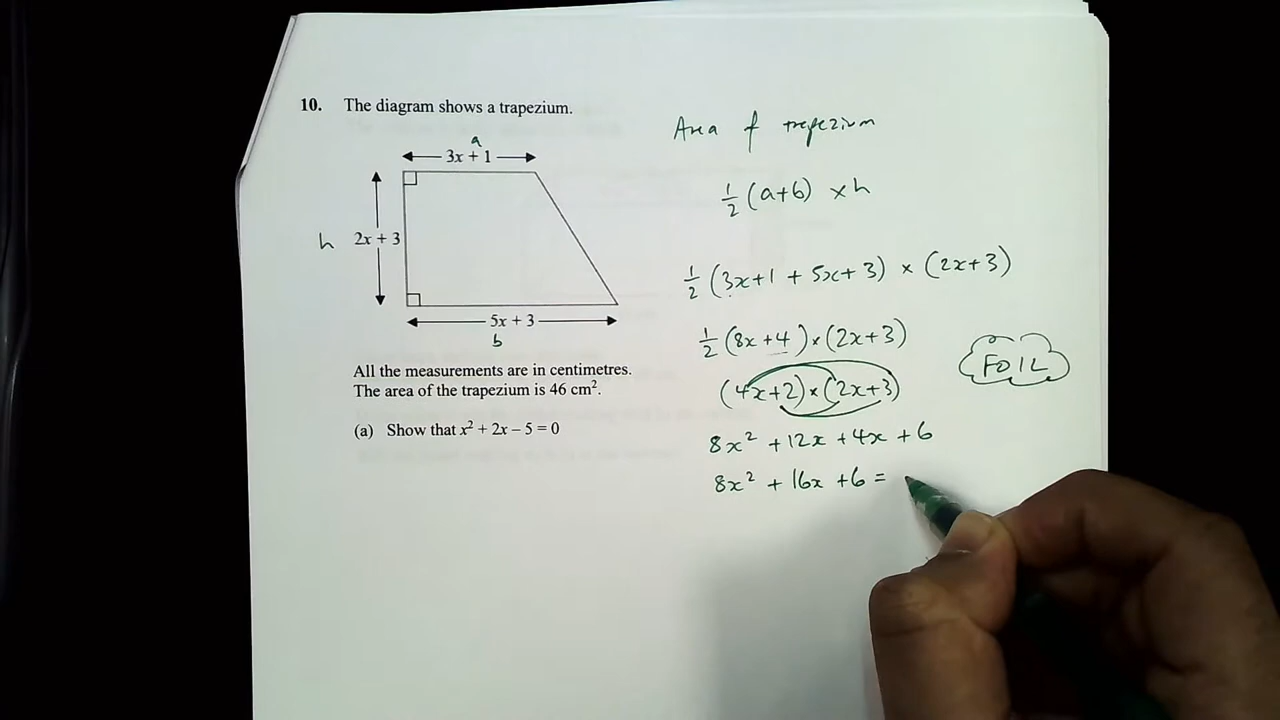 10. The diagram shows a trapezium.
a
3x + 1
h 2x + 3
5x + 3
b
All the measurements are in centimetres.
The area of the trapezium is 46 cm².
(a) Show that x² + 2x – 5 = 0
Area of trapezium
½ (a+b) × h
½ (3x+1 + 5x+3) × (2x+3)
½ (8x+4) × (2x+3)
(4x+2) × (2x+3)
FOIL
8x² + 12x + 4x + 6
8x² + 16x + 6 =